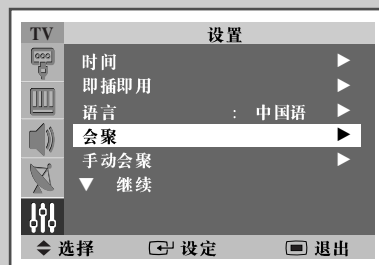 TV 设置
时间 ▶
即插即用 ▶
语言 : 中国语 ▶
会聚 ▶
手动会聚 ▶
▼ 继续
选择 设定 退出